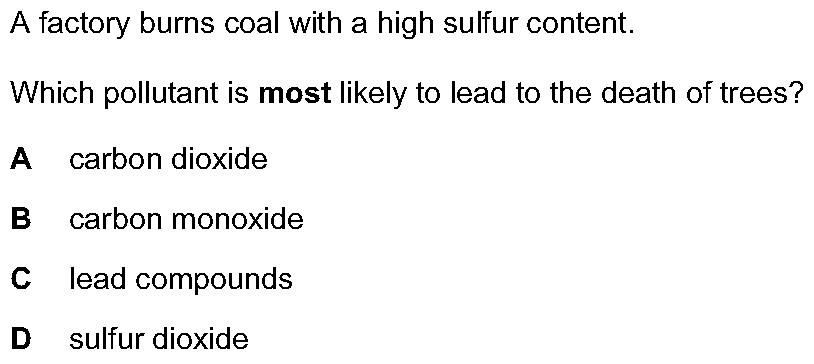 A factory burns coal with a high sulfur content.
Which pollutant is most likely to lead to the death of trees?
A carbon dioxide
B carbon monoxide
C lead compounds
D sulfur dioxide